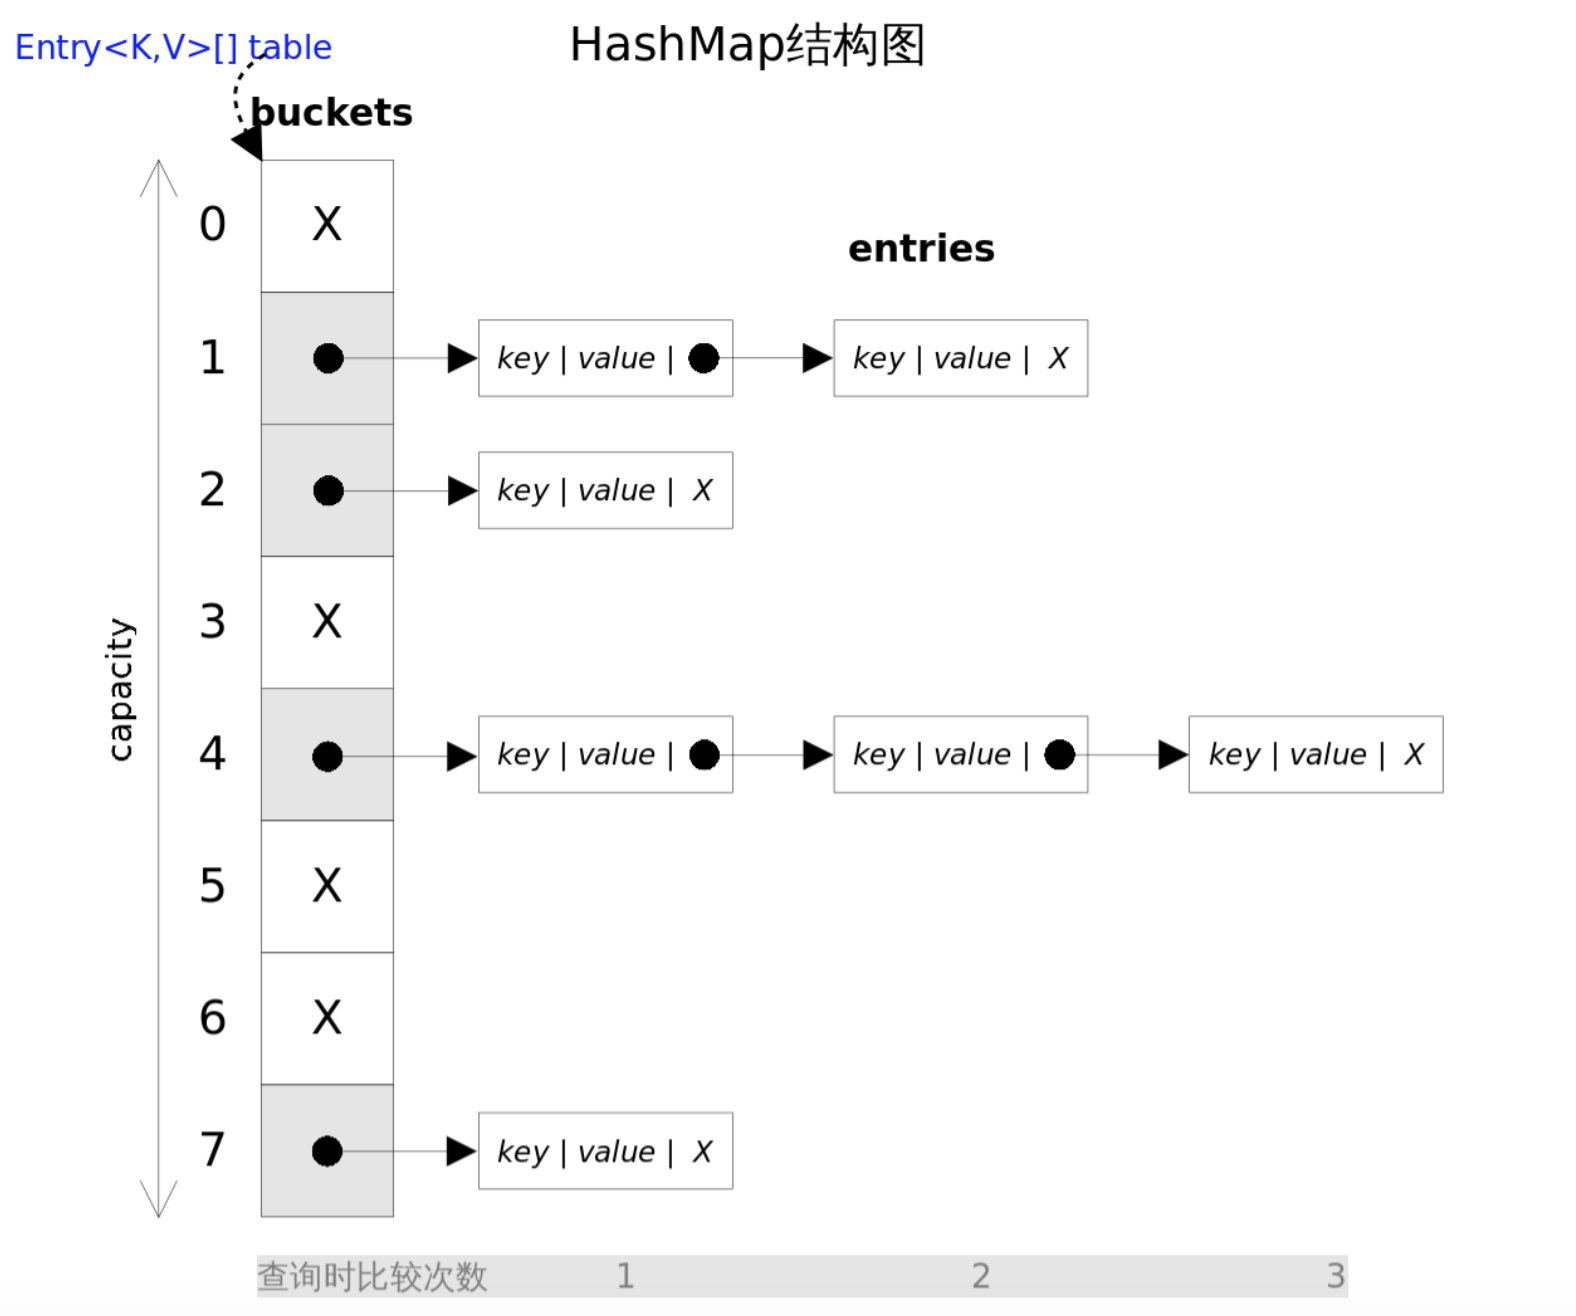 Entry<K,V>[] table
HashMap结构图
buckets
0 X
entries
1 key | value | key | value | X
2 key | value | X
3 X
capacity
4 key | value | key | value | key | value | X
5 X
6 X
7 key | value | X
查询时比较次数 1 2 3